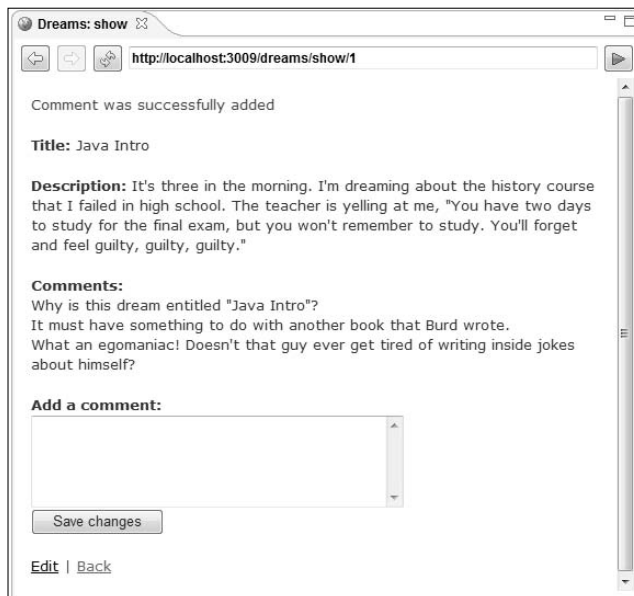 Dreams: show
http://localhost:3009/dreams/show/1
Comment was successfully added
Title: Java Intro
Description: It's three in the morning. I'm dreaming about the history course
that I failed in high school. The teacher is yelling at me, "You have two days
to study for the final exam, but you won't remember to study. You'll forget
and feel guilty, guilty, guilty."
Comments:
Why is this dream entitled "Java Intro"?
It must have something to do with another book that Burd wrote.
What an egomaniac! Doesn't that guy ever get tired of writing inside jokes
about himself?
Add a comment:
Save changes
Edit | Back